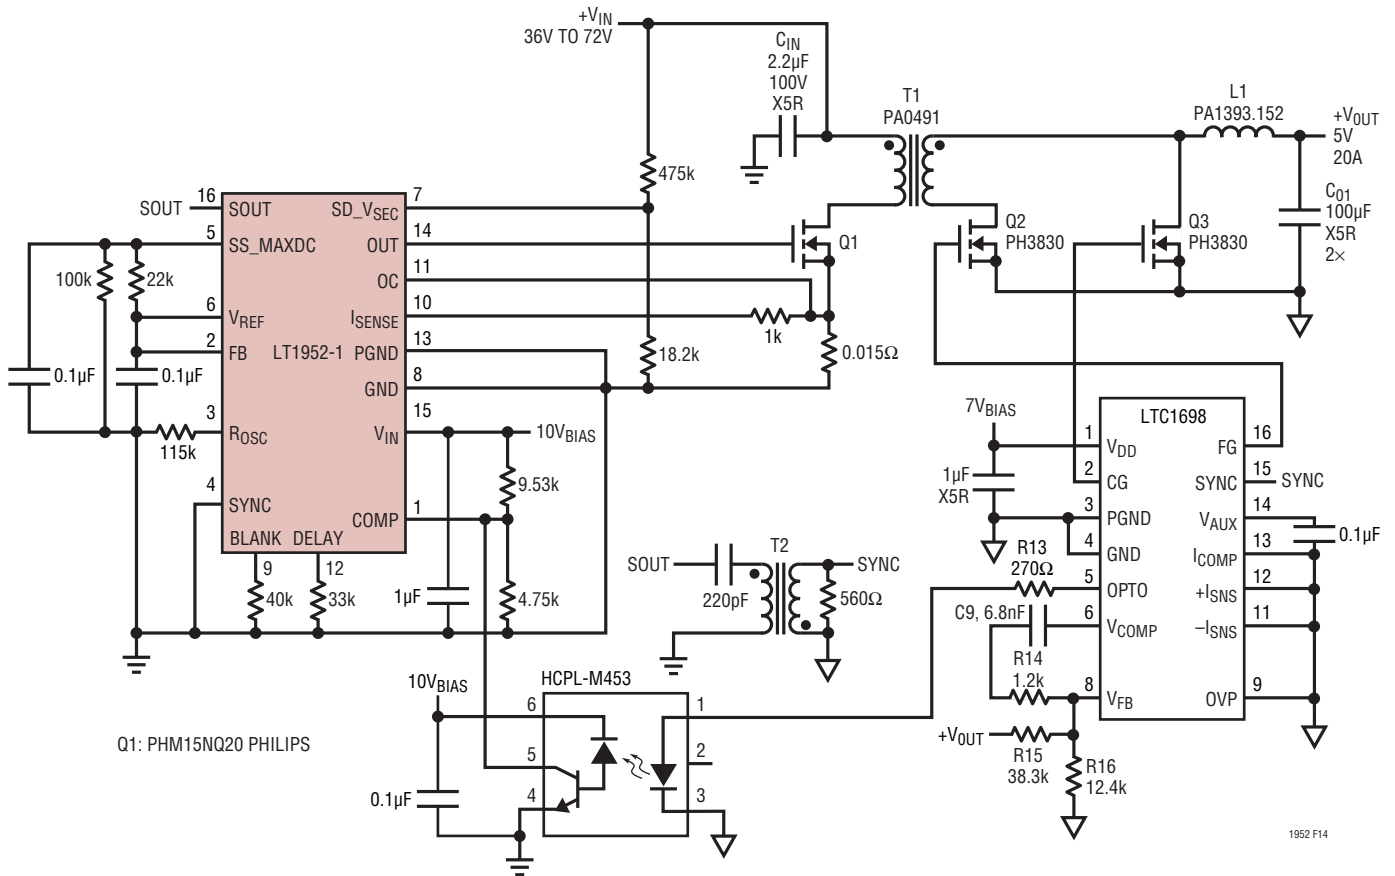 +VIN
36V TO 72V
CIN
2.2µF
100V
X5R
T1
PA0491
L1
PA1393.152
+VOUT
5V
20A
CO1
100µF
X5R
2×
475k
SOUT
16
SOUT
SD_VSEC
7
5
SS_MAXDC
OUT
14
Q1
Q2
PH3830
Q3
PH3830
100k
22k
OC
11
6
VREF
ISENSE
10
1k
2
FB
LT1952-1
PGND
13
18.2k
0.015Ω
0.1µF
0.1µF
GND
8
3
ROSC
115k
VIN
15
10VBIAS
9.53k
4
SYNC
COMP
1
BLANK
DELAY
9
12
40k
33k
1µF
4.75k
7VBIAS
LTC1698
1
VDD
FG
16
1µF
X5R
2
CG
SYNC
15
SYNC
3
PGND
VAUX
14
0.1µF
4
GND
ICOMP
13
R13
270Ω
5
OPTO
+ISNS
12
C9, 6.8nF
6
VCOMP
–ISNS
11
R14
1.2k
8
VFB
OVP
9
+VOUT
R15
38.3k
R16
12.4k
SOUT
220pF
T2
SYNC
560Ω
10VBIAS
HCPL-M453
6
1
5
2
4
3
0.1µF
Q1: PHM15NQ20 PHILIPS
1952 F14